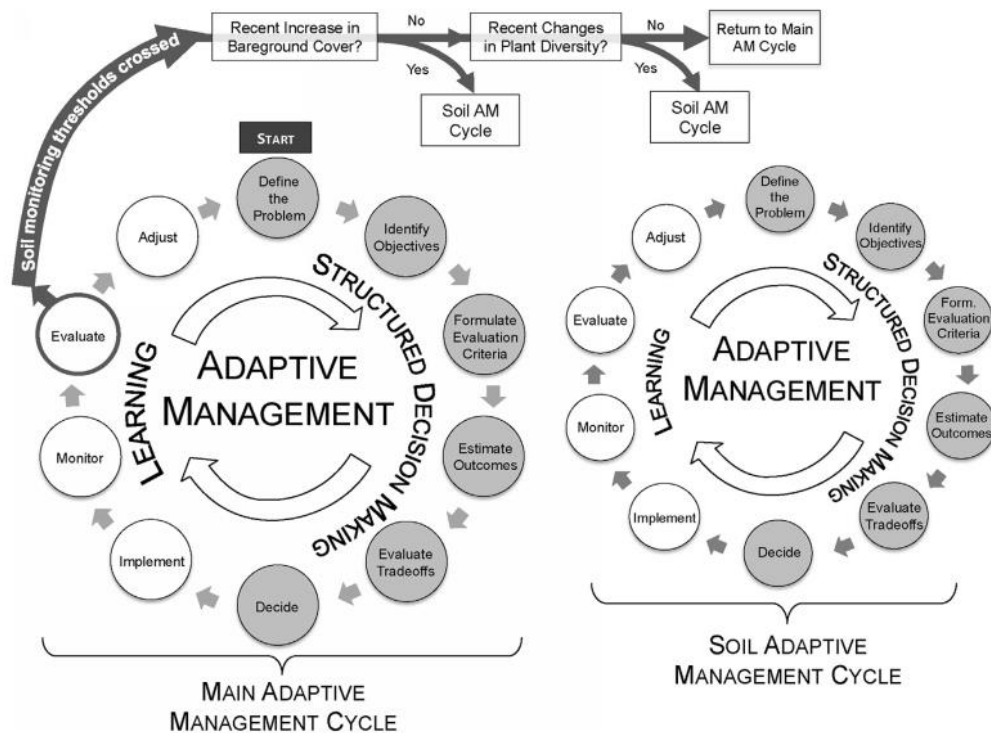 Soil monitoring thresholds crossed
Recent Increase in
Bareground Cover?
No
Yes
Soil AM
Cycle
Recent Changes
in Plant Diversity?
No
Yes
Soil AM
Cycle
Return to Main
AM Cycle
START
Define
the
Problem
Identify
Objectives
Formulate
Evaluation
Criteria
Estimate
Outcomes
Evaluate
Tradeoffs
Decide
Implement
Monitor
Evaluate
Adjust
STRUCTURED DECISION MAKING
LEARNING
ADAPTIVE
MANAGEMENT
MAIN ADAPTIVE
MANAGEMENT CYCLE
Define
the
Problem
Identify
Objectives
Form.
Evaluation
Criteria
Estimate
Outcomes
Evaluate
Tradeoffs
Decide
Implement
Monitor
Evaluate
Adjust
STRUCTURED DECISION MAKING
LEARNING
ADAPTIVE
MANAGEMENT
SOIL ADAPTIVE
MANAGEMENT CYCLE